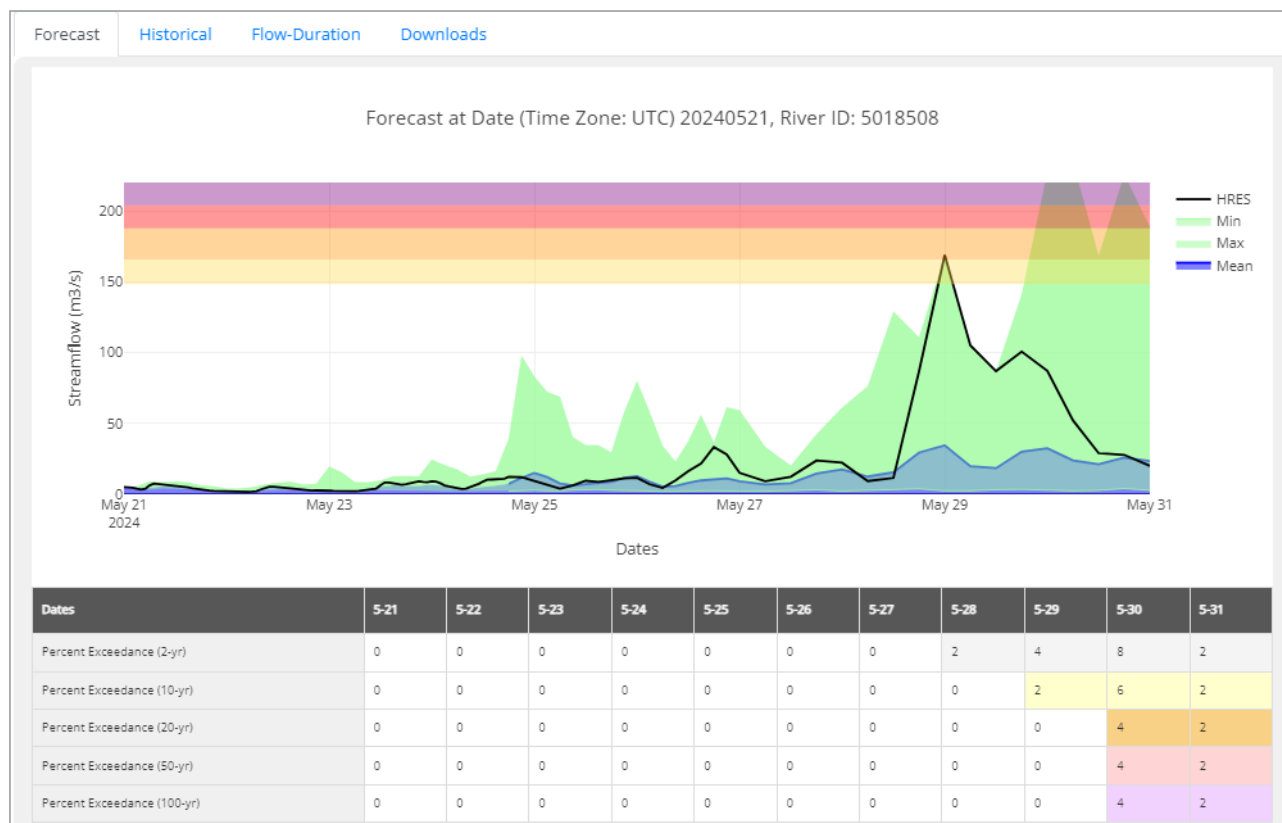 Forecast Historical Flow-Duration Downloads
Forecast at Date (Time Zone: UTC) 20240521, River ID: 5018508
HRES
Min
Max
Mean
200
150
100
50
0
Streamflow (m3/s)
May 21 May 23 May 25 May 27 May 29 May 31
2024
Dates
Dates 5-21 5-22 5-23 5-24 5-25 5-26 5-27 5-28 5-29 5-30 5-31
Percent Exceedance (2-yr) 0 0 0 0 0 0 0 2 4 8 2
Percent Exceedance (10-yr) 0 0 0 0 0 0 0 0 2 6 2
Percent Exceedance (20-yr) 0 0 0 0 0 0 0 0 0 4 2
Percent Exceedance (50-yr) 0 0 0 0 0 0 0 0 0 4 2
Percent Exceedance (100-yr) 0 0 0 0 0 0 0 0 0 4 2